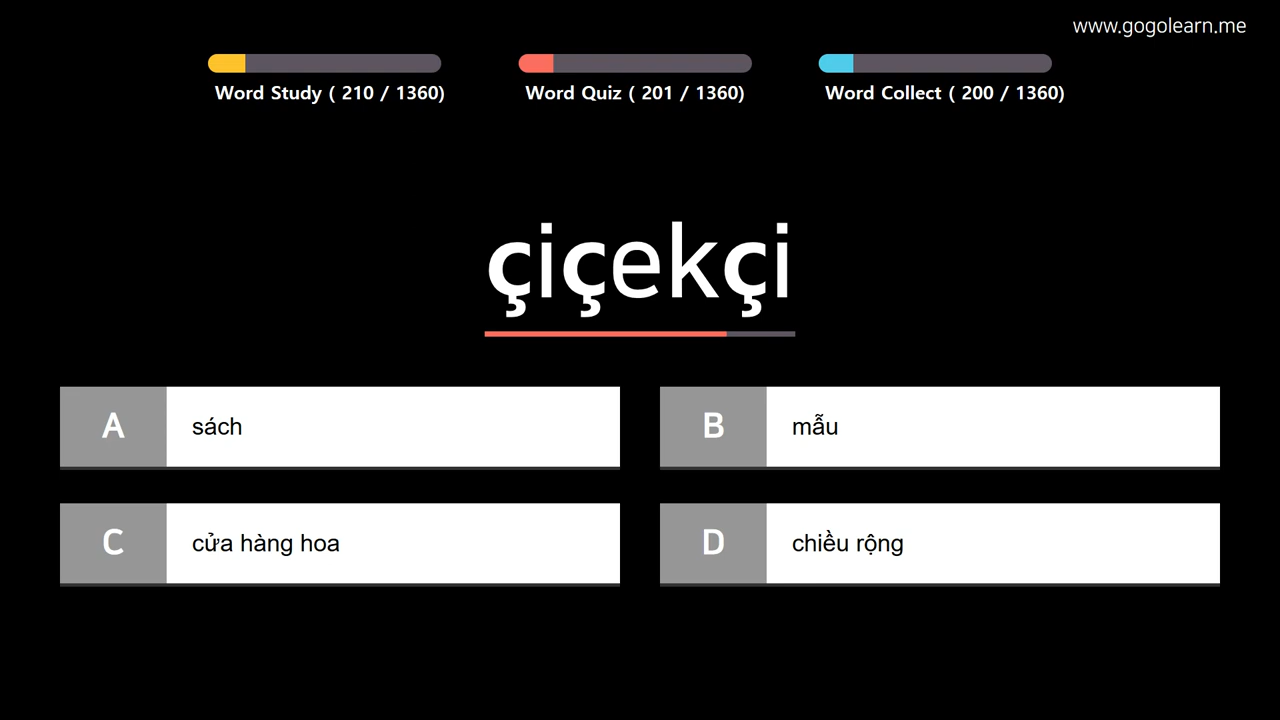 www.gogolearn.me
Word Study ( 210 / 1360)
Word Quiz ( 201 / 1360)
Word Collect ( 200 / 1360)
çiçekçi
A sách
B mẫu
C cửa hàng hoa
D chiều rộng